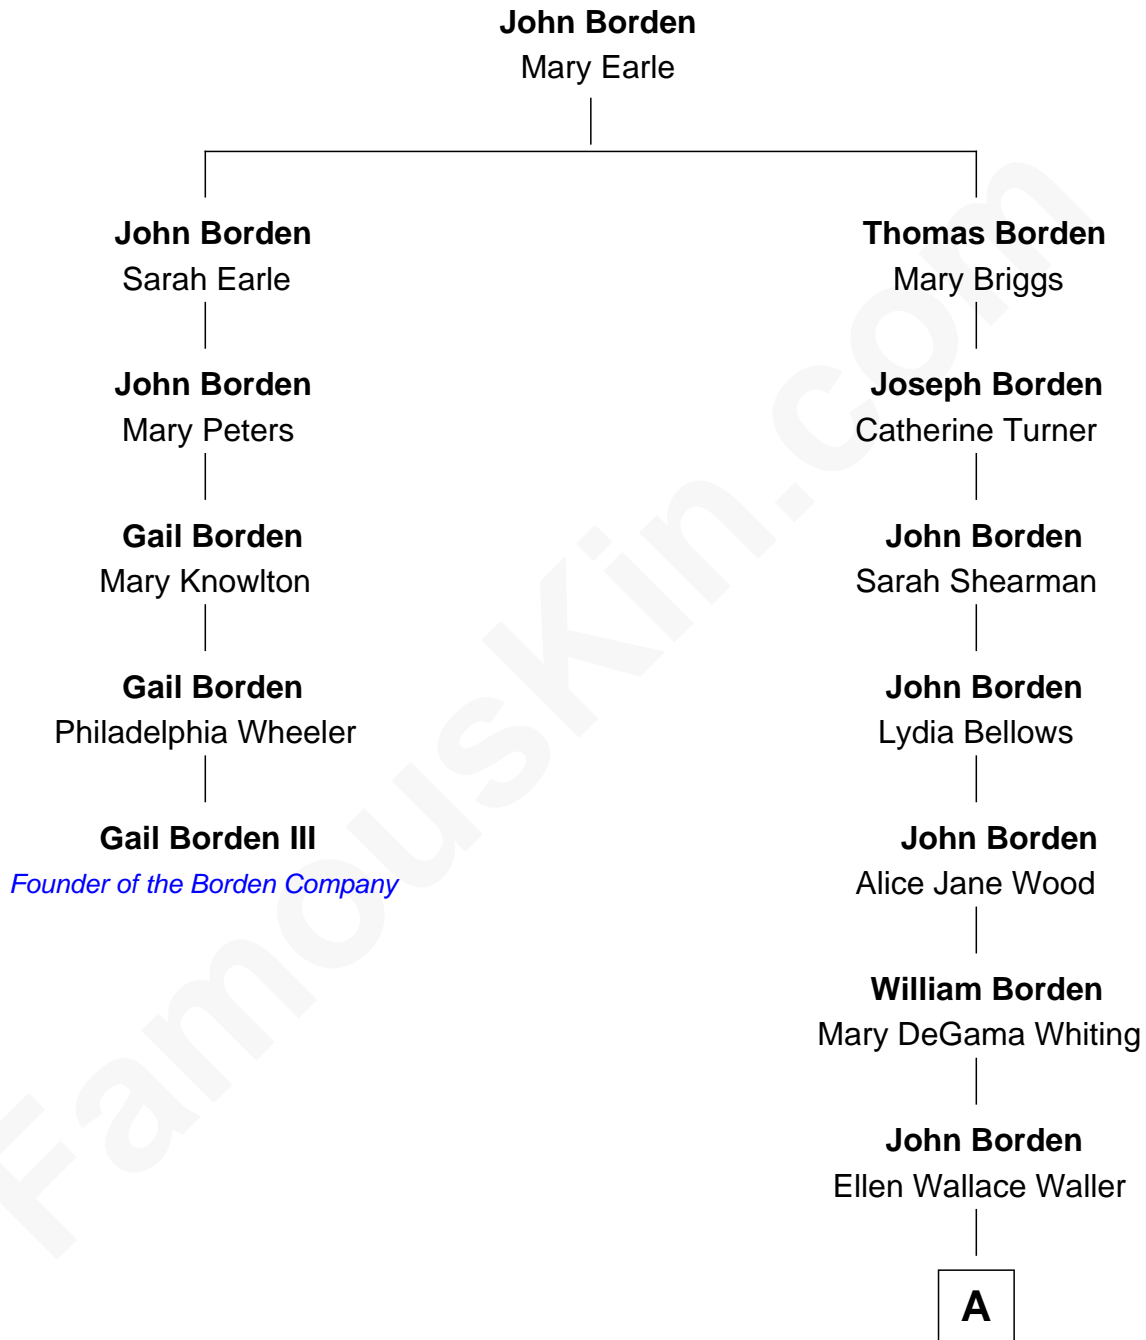 John Borden
Mary Earle
John Borden
Sarah Earle
Thomas Borden
Mary Briggs
John Borden
Mary Peters
Joseph Borden
Catherine Turner
Gail Borden
Mary Knowlton
John Borden
Sarah Shearman
Gail Borden
Philadelphia Wheeler
John Borden
Lydia Bellows
Gail Borden III
Founder of the Borden Company
John Borden
Alice Jane Wood
William Borden
Mary DeGama Whiting
John Borden
Ellen Wallace Waller
A
FamousKin.com